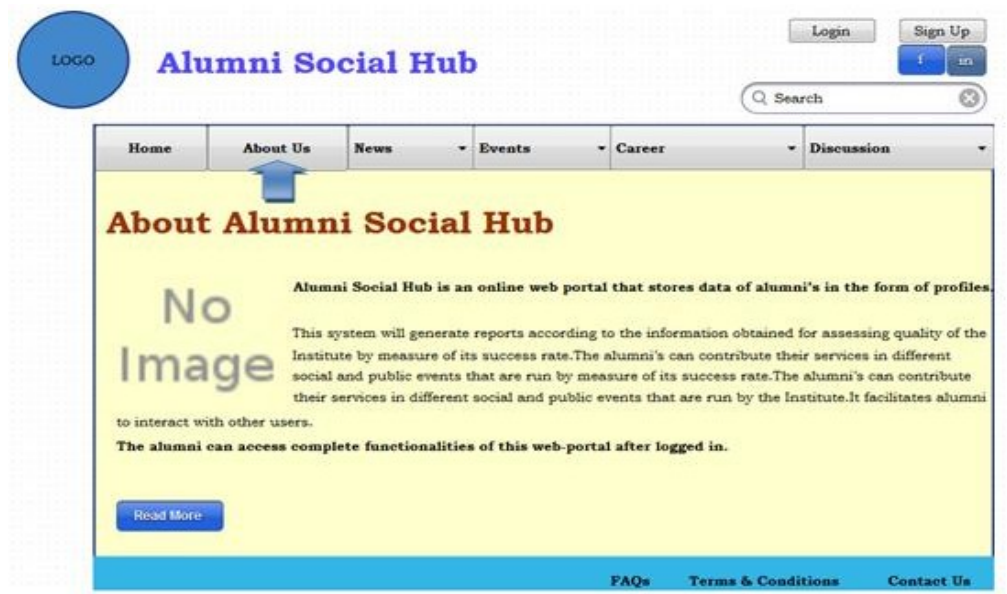 LOGO
Alumni Social Hub
Login
Sign Up
f
in
Search
Home
About Us
News
Events
Career
Discussion
About Alumni Social Hub
No
Image
Alumni Social Hub is an online web portal that stores data of alumni's in the form of profiles.
This system will generate reports according to the information obtained for assessing quality of the
Institute by measure of its success rate.The alumni's can contribute their services in different
social and public events that are run by measure of its success rate.The alumni's can contribute
their services in different social and public events that are run by the Institute.It facilitates alumni
to interact with other users.
The alumni can access complete functionalities of this web-portal after logged in.
Read More
FAQs
Terms & Conditions
Contact Us